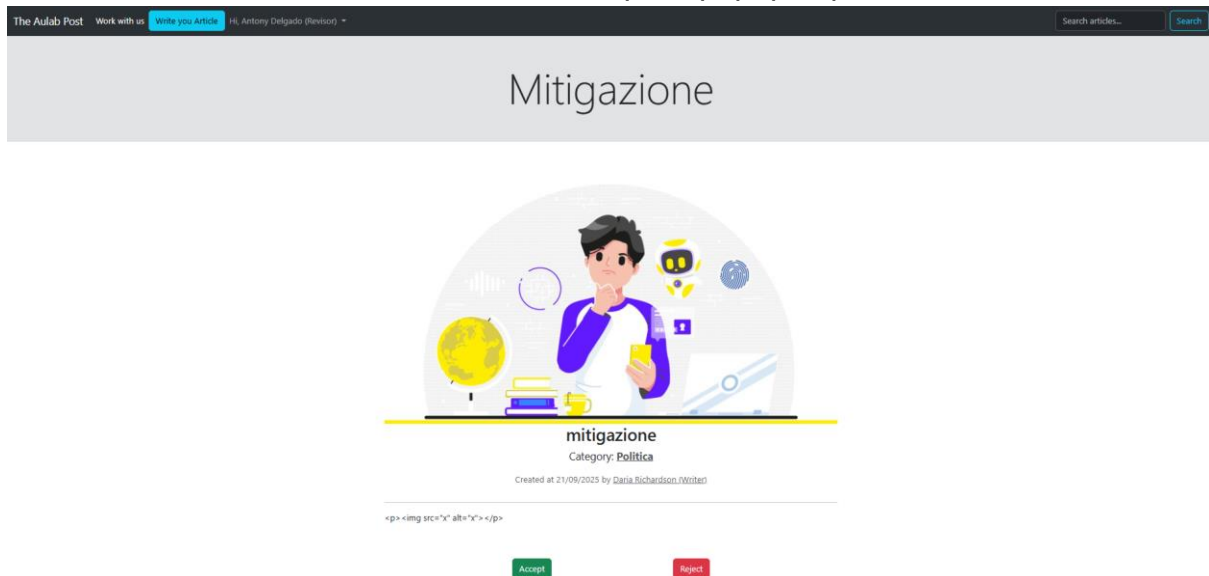 The Aulab Post Work with us Write you Article Hi, Antony Delgado (Revisor) Search articles... Search
Mitigazione
mitigazione
Category: Politica
Created at 21/09/2025 by Daria Richardson (Writer)
<p><img src="x" alt="x"></p>
Accept Reject